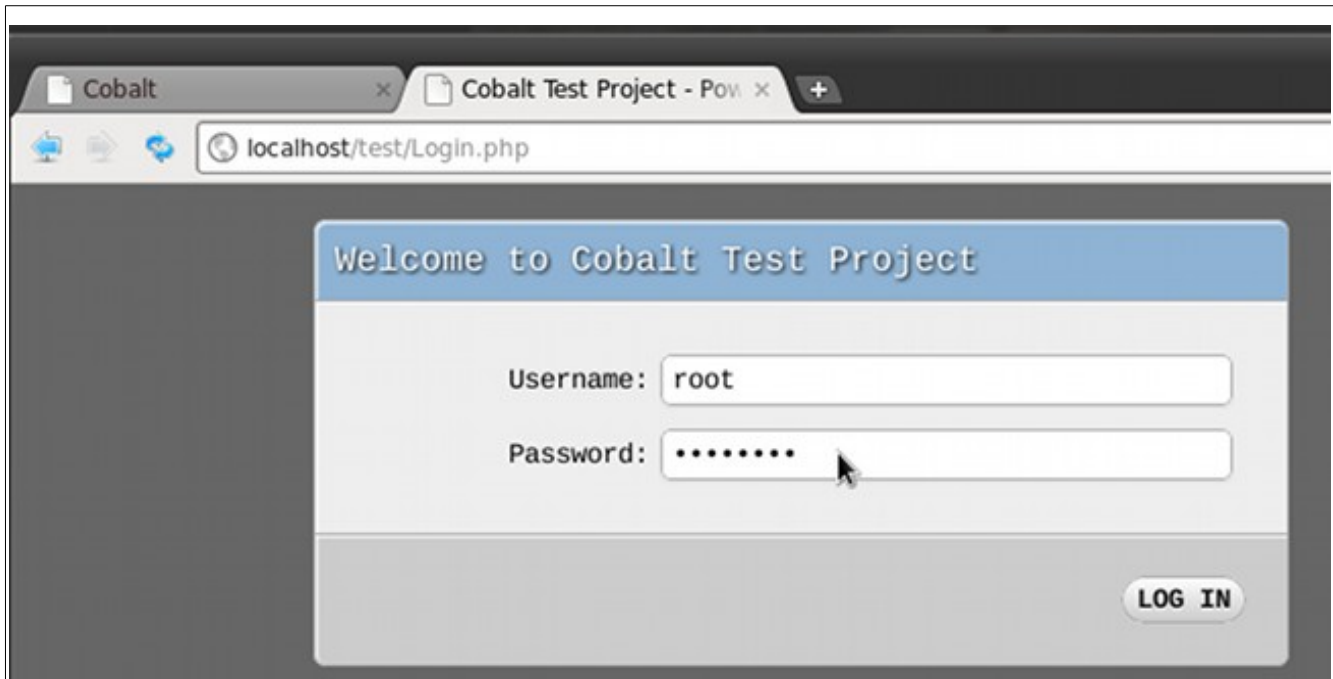 Cobalt
Cobalt Test Project - Pow
localhost/test/Login.php
Welcome to Cobalt Test Project
Username: root
Password: ••••••••
LOG IN